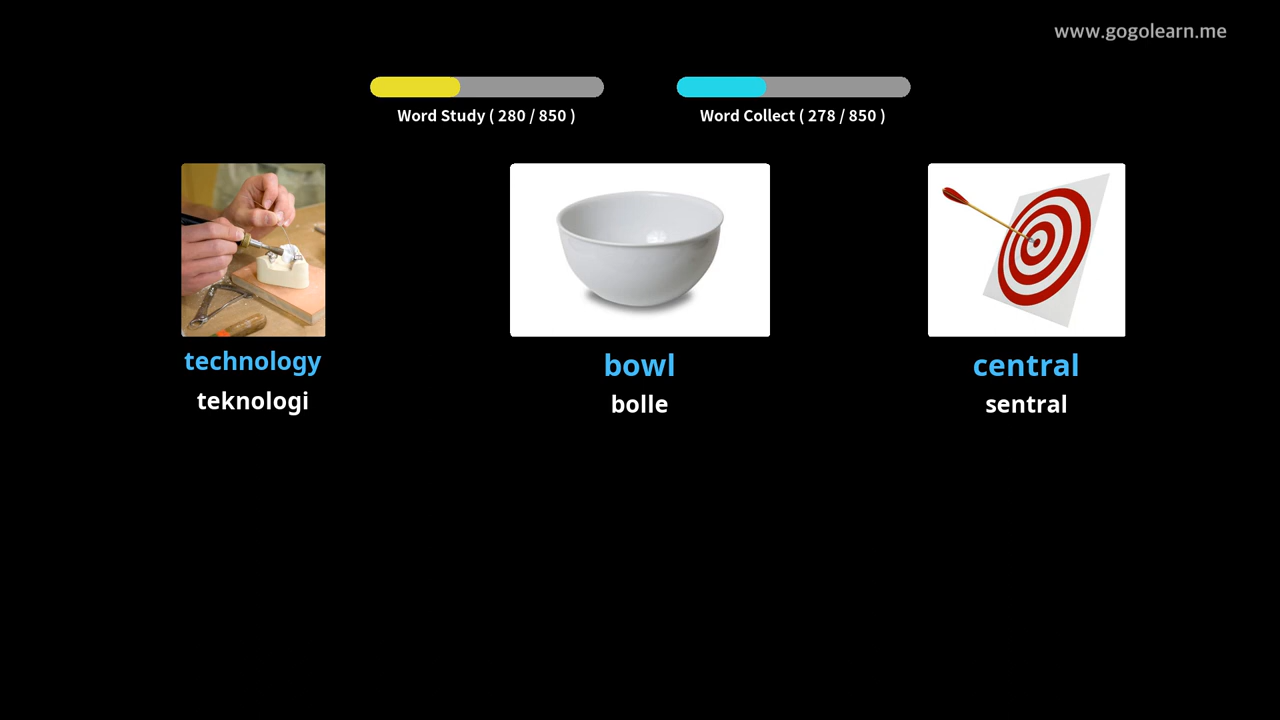 www.gogolearn.me
Word Study ( 280 / 850 )
Word Collect ( 278 / 850 )
technology
teknologi
bowl
bolle
central
sentral